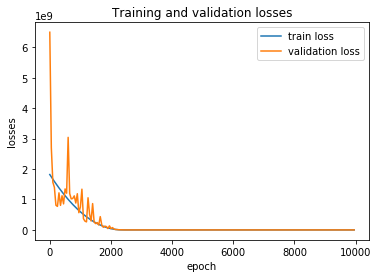 Training and validation losses
1e9
train loss
validation loss
6
5
4
3
2
1
0
losses
0
2000
4000
6000
8000
10000
epoch